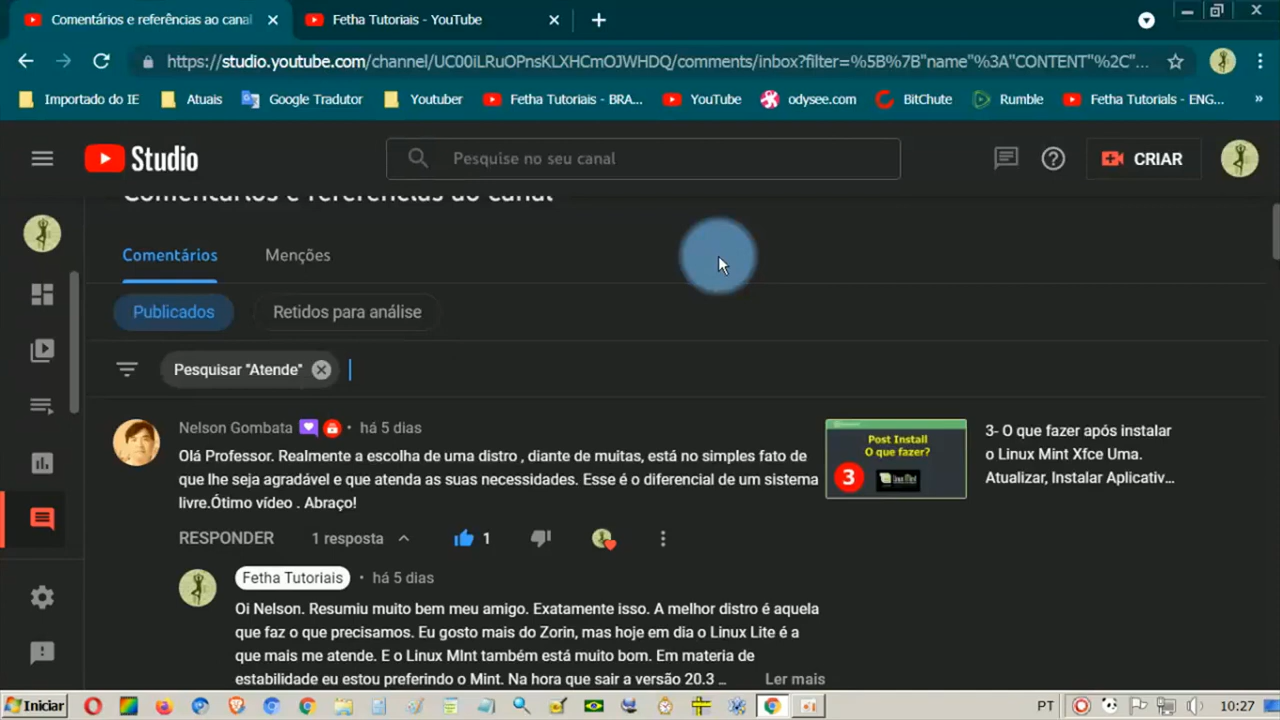 Comentários e referências ao canal
Fetha Tutoriais - YouTube
https://studio.youtube.com/channel/UC00iLRuOPnsKLXHCmOJWHDQ/comments/inbox?filter=%5B%7B"name"%3A"CONTENT"%2C"...
Importado do IE
Atuais
Google Tradutor
Youtuber
Fetha Tutoriais - BRA...
YouTube
odysee.com
BitChute
Rumble
Fetha Tutorials - ENG...
»
Studio
Pesquise no seu canal
CRIAR
Comentários e referências ao canal
Comentários
Menções
Publicados
Retidos para análise
Pesquisar "Atende"
Nelson Gombata • há 5 dias
Olá Professor. Realmente a escolha de uma distro , diante de muitas, está no simples fato de
que lhe seja agradável e que atenda as suas necessidades. Esse é o diferencial de um sistema
livre.Ótimo vídeo . Abraço!
Post Install
O que fazer?
3
3- O que fazer após instalar
o Linux Mint Xfce Uma.
Atualizar, Instalar Aplicativ...
RESPONDER
1 resposta
1
Fetha Tutoriais • há 5 dias
Oi Nelson. Resumiu muito bem meu amigo. Exatamente isso. A melhor distro é aquela
que faz o que precisamos. Eu gosto mais do Zorin, mas hoje em dia o Linux Lite é a
que mais me atende. E o Linux MInt também está muito bom. Em materia de
estabilidade eu estou preferindo o Mint. Na hora que sair a versão 20.3 ...
Ler mais
Iniciar
PT
10:27